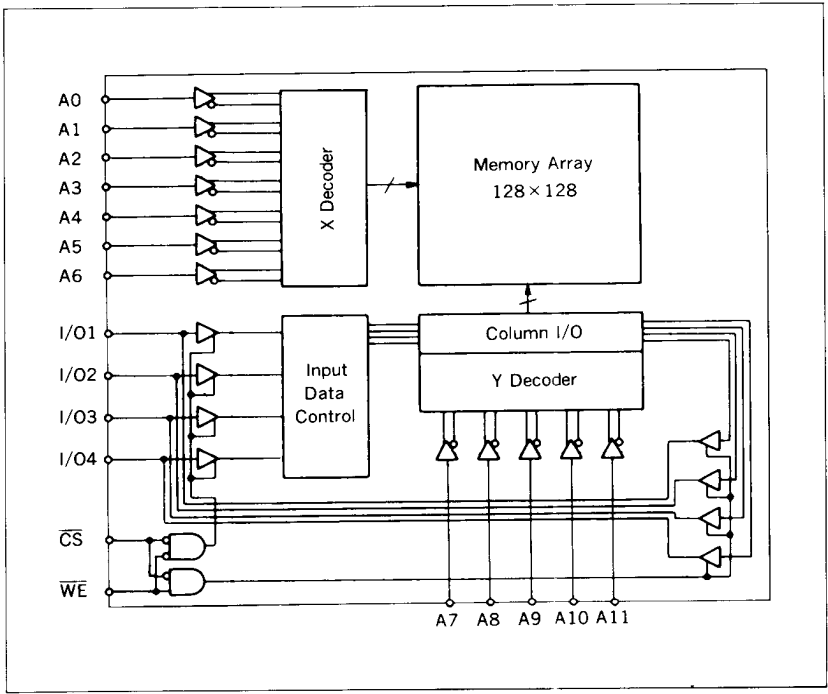 A0
A1
A2
A3
A4
A5
A6
X Decoder
Memory Array
128×128
I/O1
I/O2
I/O3
I/O4
Input
Data
Control
Column I/O
Y Decoder
CS
WE
A7 A8 A9 A10 A11